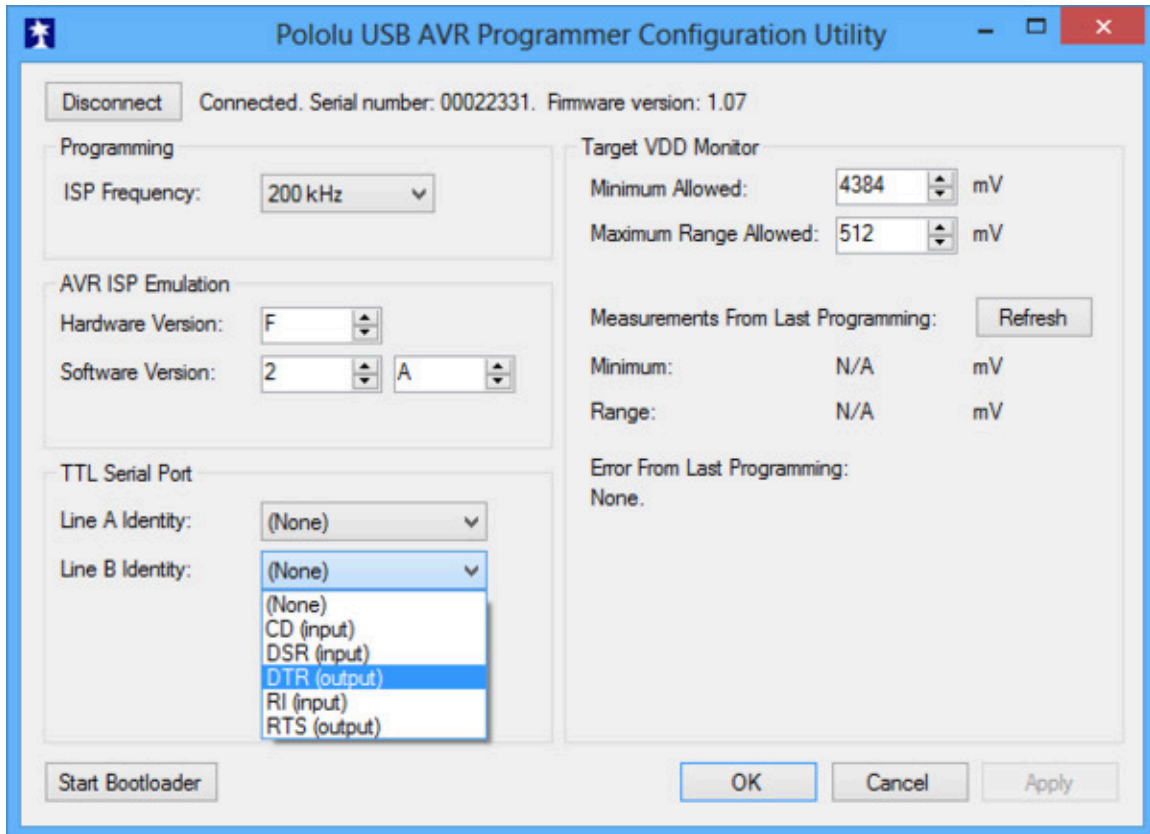 Pololu USB AVR Programmer Configuration Utility
Disconnect Connected. Serial number: 00022331. Firmware version: 1.07
Programming
ISP Frequency: 200 kHz
AVR ISP Emulation
Hardware Version: F
Software Version: 2 A
TTL Serial Port
Line A Identity: (None)
Line B Identity: (None)
(None)
CD (input)
DSR (input)
DTR (output)
RI (input)
RTS (output)
Target VDD Monitor
Minimum Allowed: 4384 mV
Maximum Range Allowed: 512 mV
Measurements From Last Programming: Refresh
Minimum: N/A mV
Range: N/A mV
Error From Last Programming:
None.
Start Bootloader OK Cancel Apply